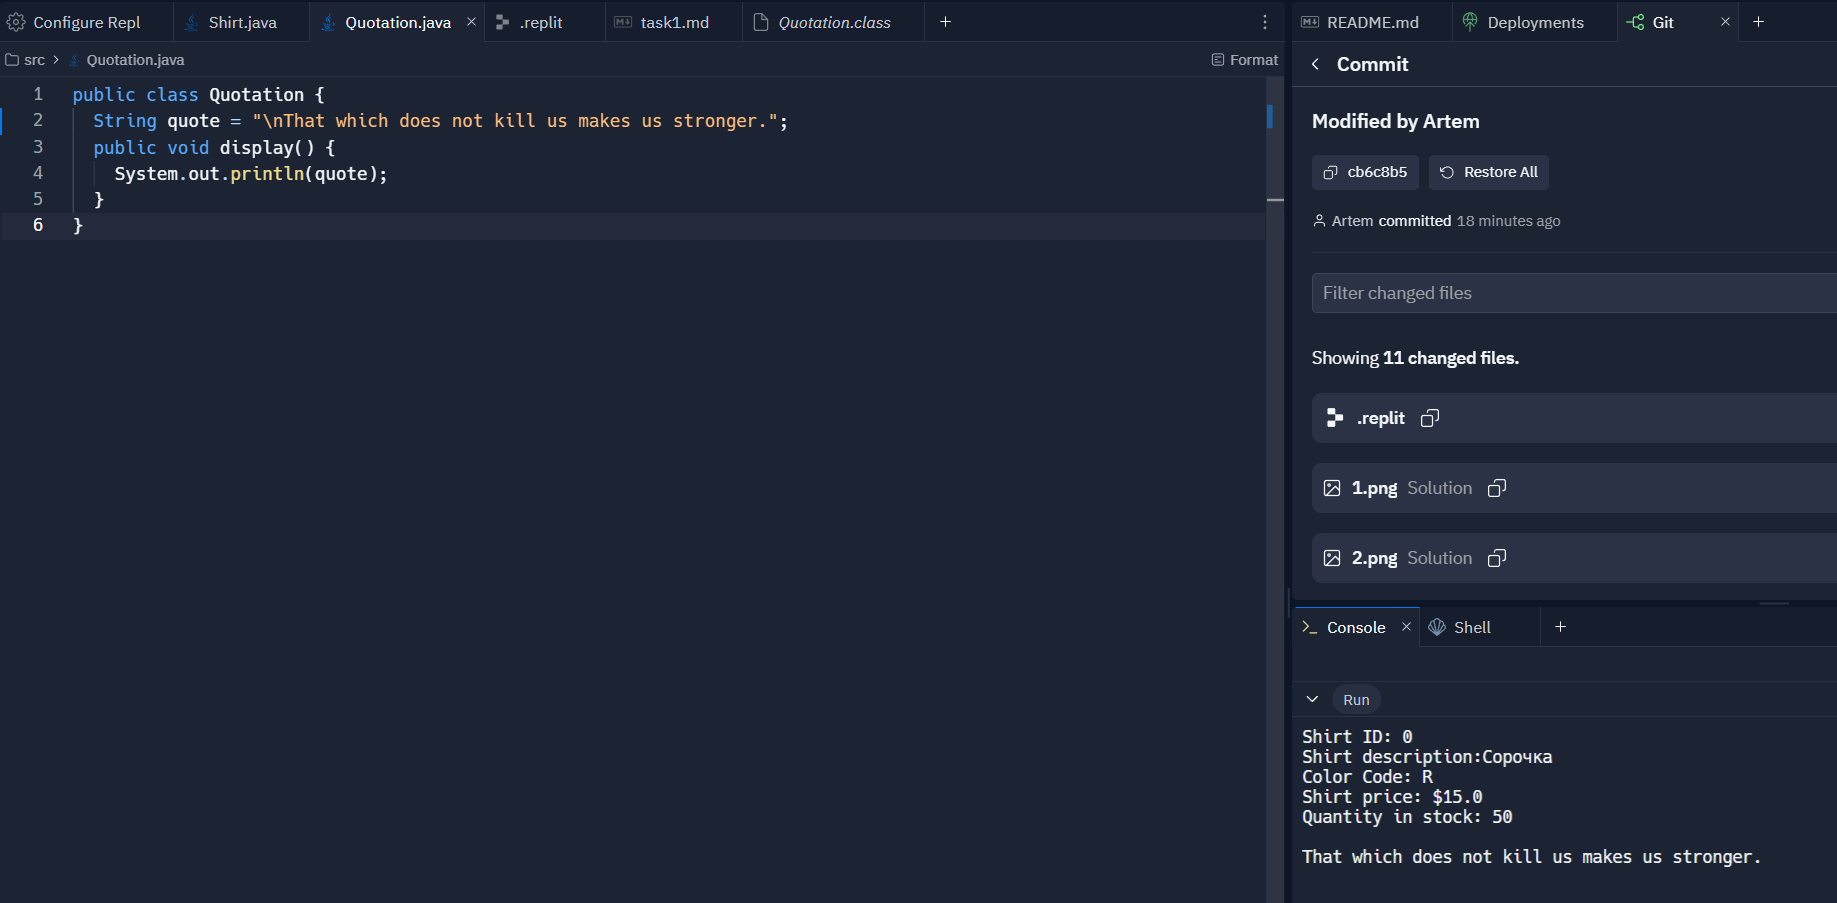 Configure Repl
Shirt.java
Quotation.java
.replit
task1.md
Quotation.class
src > Quotation.java
Format
1 public class Quotation {
2 String quote = "\nThat which does not kill us makes us stronger.";
3 public void display() {
4 System.out.println(quote);
5 }
6 }
README.md
Deployments
Git
Commit
Modified by Artem
cb6c8b5
Restore All
Artem committed 18 minutes ago
Filter changed files
Showing 11 changed files.
.replit
1.png Solution
2.png Solution
Console
Shell
Run
Shirt ID: 0
Shirt description:Сорочка
Color Code: R
Shirt price: $15.0
Quantity in stock: 50
That which does not kill us makes us stronger.